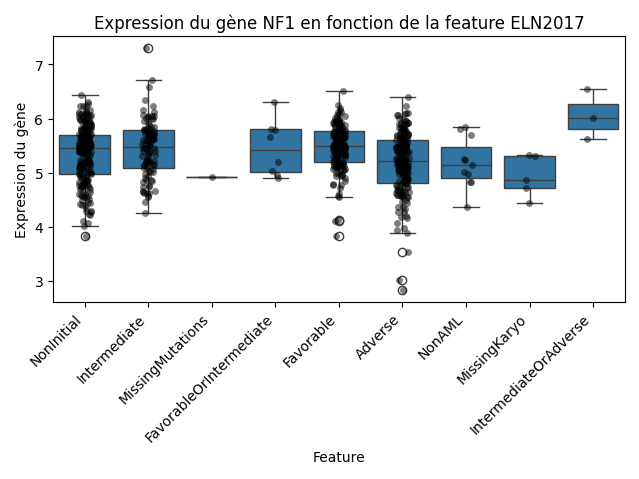 Expression du gène NF1 en fonction de la feature ELN2017
Expression du gène
7
6
5
4
3
NonInitial
Intermediate
MissingMutations
FavorableOrIntermediate
Favorable
Adverse
NonAML
MissingKaryo
IntermediateOrAdverse
Feature